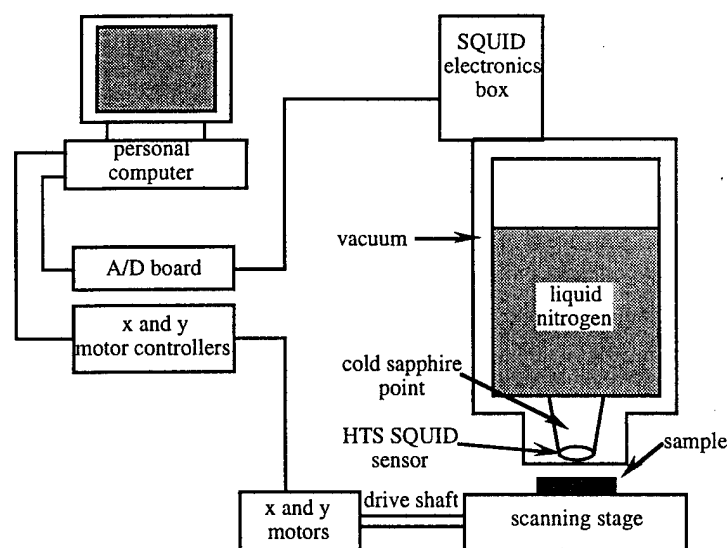 SQUID
electronics
box
personal
computer
vacuum
A/D board
liquid
nitrogen
x and y
motor controllers
cold sapphire
point
HTS SQUID
sensor
sample
drive shaft
x and y
motors
scanning stage